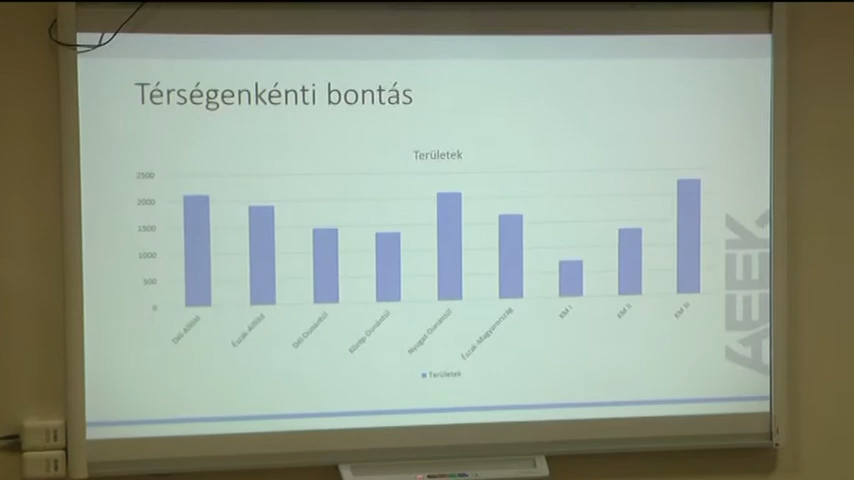 Térségenkénti bontás
Területek
2500
2000
1500
1000
500
0
Dél-Alföld
Észak-Alföld
Dél-Dunántúl
Közép-Dunántúl
Nyugat-Dunántúl
Észak-Magyarország
KM I
KM II
KM III
Területek
AEEK